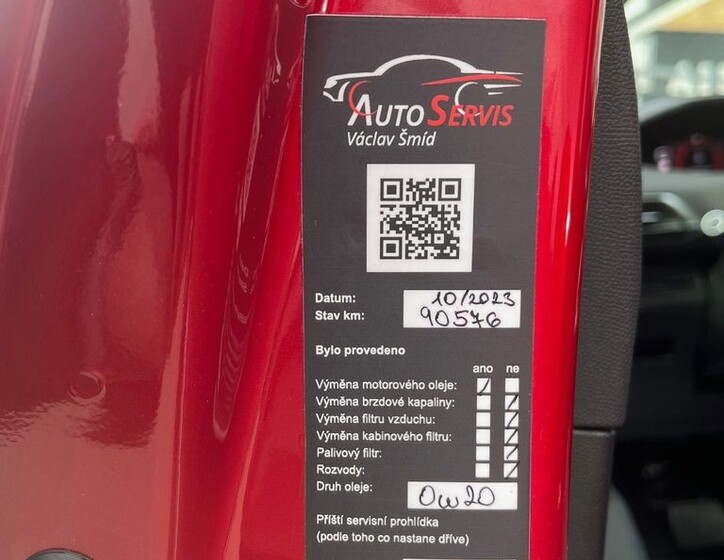 AUTO SERVIS
Václav Šmíd
Datum: 10/2023
Stav km: 90576
Bylo provedeno
ano ne
Výměna motorového oleje:
Výměna brzdové kapaliny:
Výměna filtru vzduchu:
Výměna kabinového filtru:
Palivový filtr:
Rozvody:
Druh oleje: 0w20
Příští servisní prohlídka
(podle toho co nastane dříve)